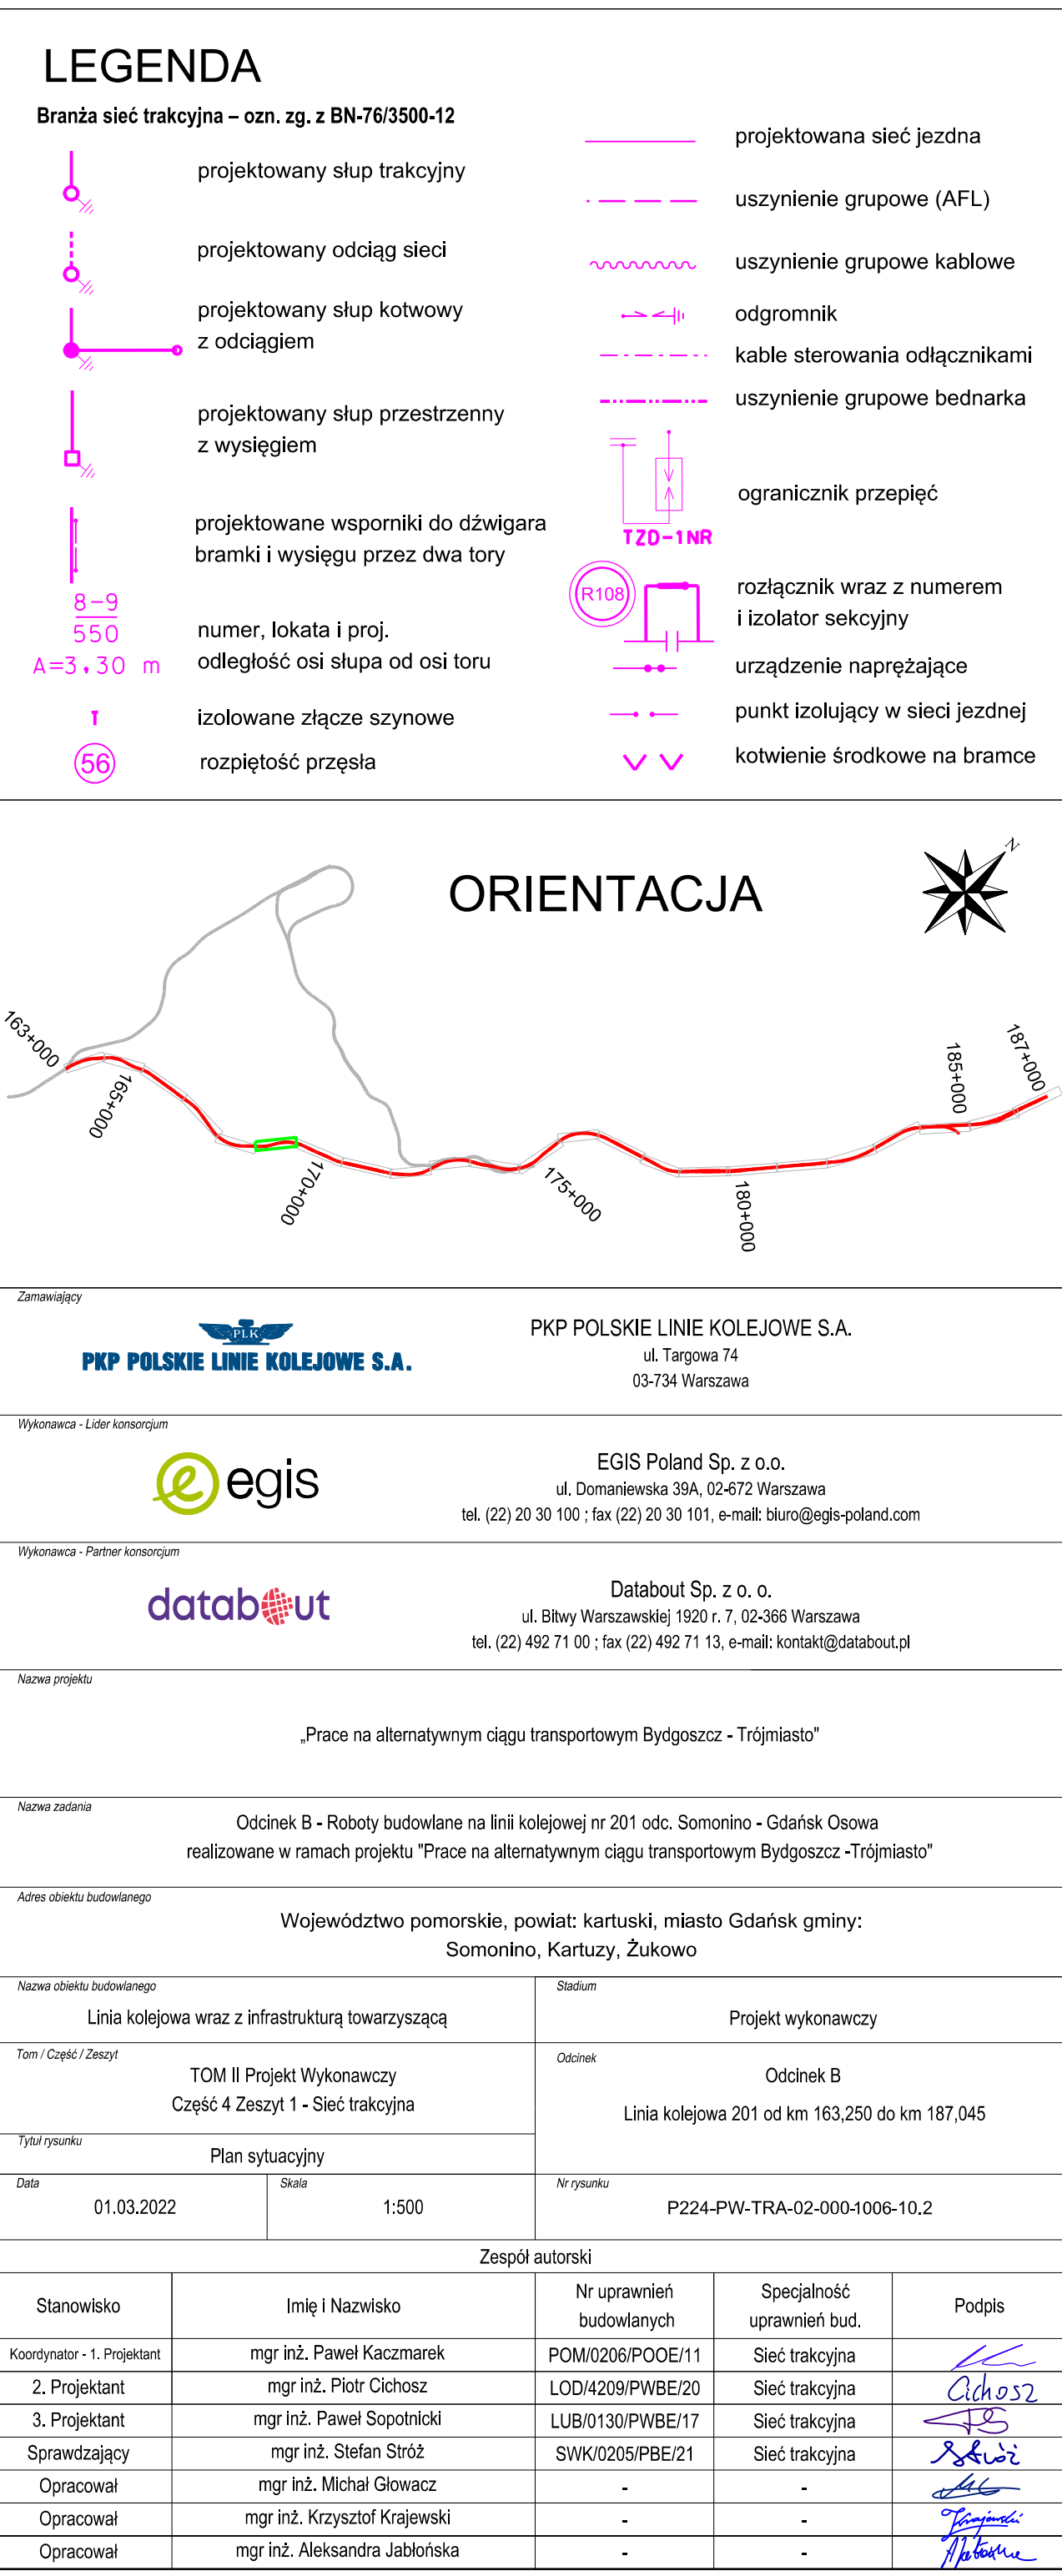 LEGENDA
Branża sieć trakcyjna – ozn. zg. z BN-76/3500-12
projektowany słup trakcyjny
projektowany odciąg sieci
projektowany słup kotwowy
z odciągiem
projektowany słup przestrzenny
z wysięgiem
projektowane wsporniki do dźwigara
bramki i wysięgu przez dwa tory
8-9
550
A=3,30 m
numer, lokata i proj.
odległość osi słupa od osi toru
izolowane złącze szynowe
56
rozpiętość przęsła
projektowana sieć jezdna
uszynienie grupowe (AFL)
uszynienie grupowe kablowe
odgromnik
kable sterowania odłącznikami
uszynienie grupowe bednarka
ogranicznik przepięć
TZD-1NR
R108
rozłącznik wraz z numerem
i izolator sekcyjny
urządzenie naprężające
punkt izolujący w sieci jezdnej
kotwienie środkowe na bramce
ORIENTACJA
N
163+000
165+000
170+000
175+000
180+000
185+000
187+000
Zamawiający
PLK
PKP POLSKIE LINIE KOLEJOWE S.A.
PKP POLSKIE LINIE KOLEJOWE S.A.
ul. Targowa 74
03-734 Warszawa
Wykonawca - Lider konsorcjum
egis
EGIS Poland Sp. z o.o.
ul. Domaniewska 39A, 02-672 Warszawa
tel. (22) 20 30 100 ; fax (22) 20 30 101, e-mail: biuro@egis-poland.com
Wykonawca - Partner konsorcjum
databout
Databout Sp. z o. o.
ul. Bitwy Warszawskiej 1920 r. 7, 02-366 Warszawa
tel. (22) 492 71 00 ; fax (22) 492 71 13, e-mail: kontakt@databout.pl
Nazwa projektu
„Prace na alternatywnym ciągu transportowym Bydgoszcz - Trójmiasto"
Nazwa zadania
Odcinek B - Roboty budowlane na linii kolejowej nr 201 odc. Somonino - Gdańsk Osowa
realizowane w ramach projektu "Prace na alternatywnym ciągu transportowym Bydgoszcz -Trójmiasto"
Adres obiektu budowlanego
Województwo pomorskie, powiat: kartuski, miasto Gdańsk gminy:
Somonino, Kartuzy, Żukowo
Nazwa obiektu budowlanego
Linia kolejowa wraz z infrastrukturą towarzyszącą
Stadium
Projekt wykonawczy
Tom / Część / Zeszyt
TOM II Projekt Wykonawczy
Część 4 Zeszyt 1 - Sieć trakcyjna
Odcinek
Odcinek B
Linia kolejowa 201 od km 163,250 do km 187,045
Tytuł rysunku
Plan sytuacyjny
Data
01.03.2022
Skala
1:500
Nr rysunku
P224-PW-TRA-02-000-1006-10.2
Zespół autorski
Stanowisko Imię i Nazwisko Nr uprawnień budowlanych Specjalność uprawnień bud. Podpis
Koordynator - 1. Projektant mgr inż. Paweł Kaczmarek POM/0206/POOE/11 Sieć trakcyjna
2. Projektant mgr inż. Piotr Cichosz LOD/4209/PWBE/20 Sieć trakcyjna Cichosz
3. Projektant mgr inż. Paweł Sopotnicki LUB/0130/PWBE/17 Sieć trakcyjna
Sprawdzający mgr inż. Stefan Stróż SWK/0205/PBE/21 Sieć trakcyjna Stróż
Opracował mgr inż. Michał Głowacz - -
Opracował mgr inż. Krzysztof Krajewski - - Krajewski
Opracował mgr inż. Aleksandra Jabłońska - -